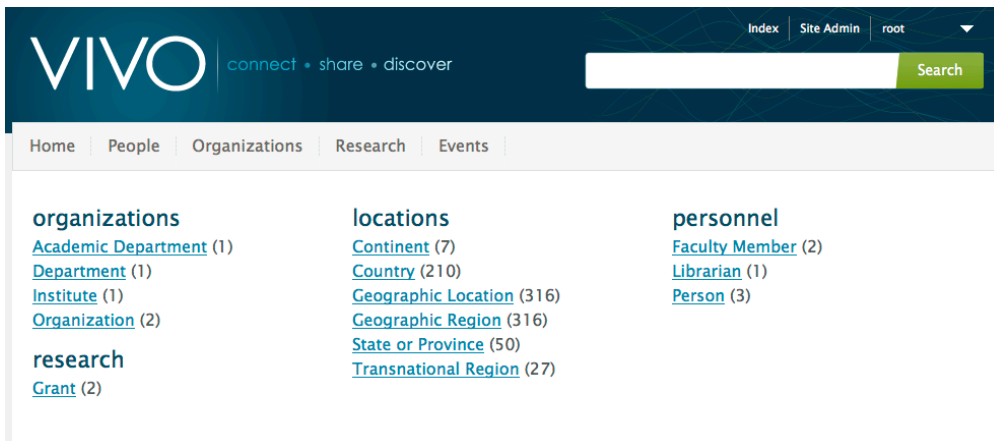 Index Site Admin root
VIVO connect • share • discover
Search
Home People Organizations Research Events
organizations
Academic Department (1)
Department (1)
Institute (1)
Organization (2)
research
Grant (2)
locations
Continent (7)
Country (210)
Geographic Location (316)
Geographic Region (316)
State or Province (50)
Transnational Region (27)
personnel
Faculty Member (2)
Librarian (1)
Person (3)